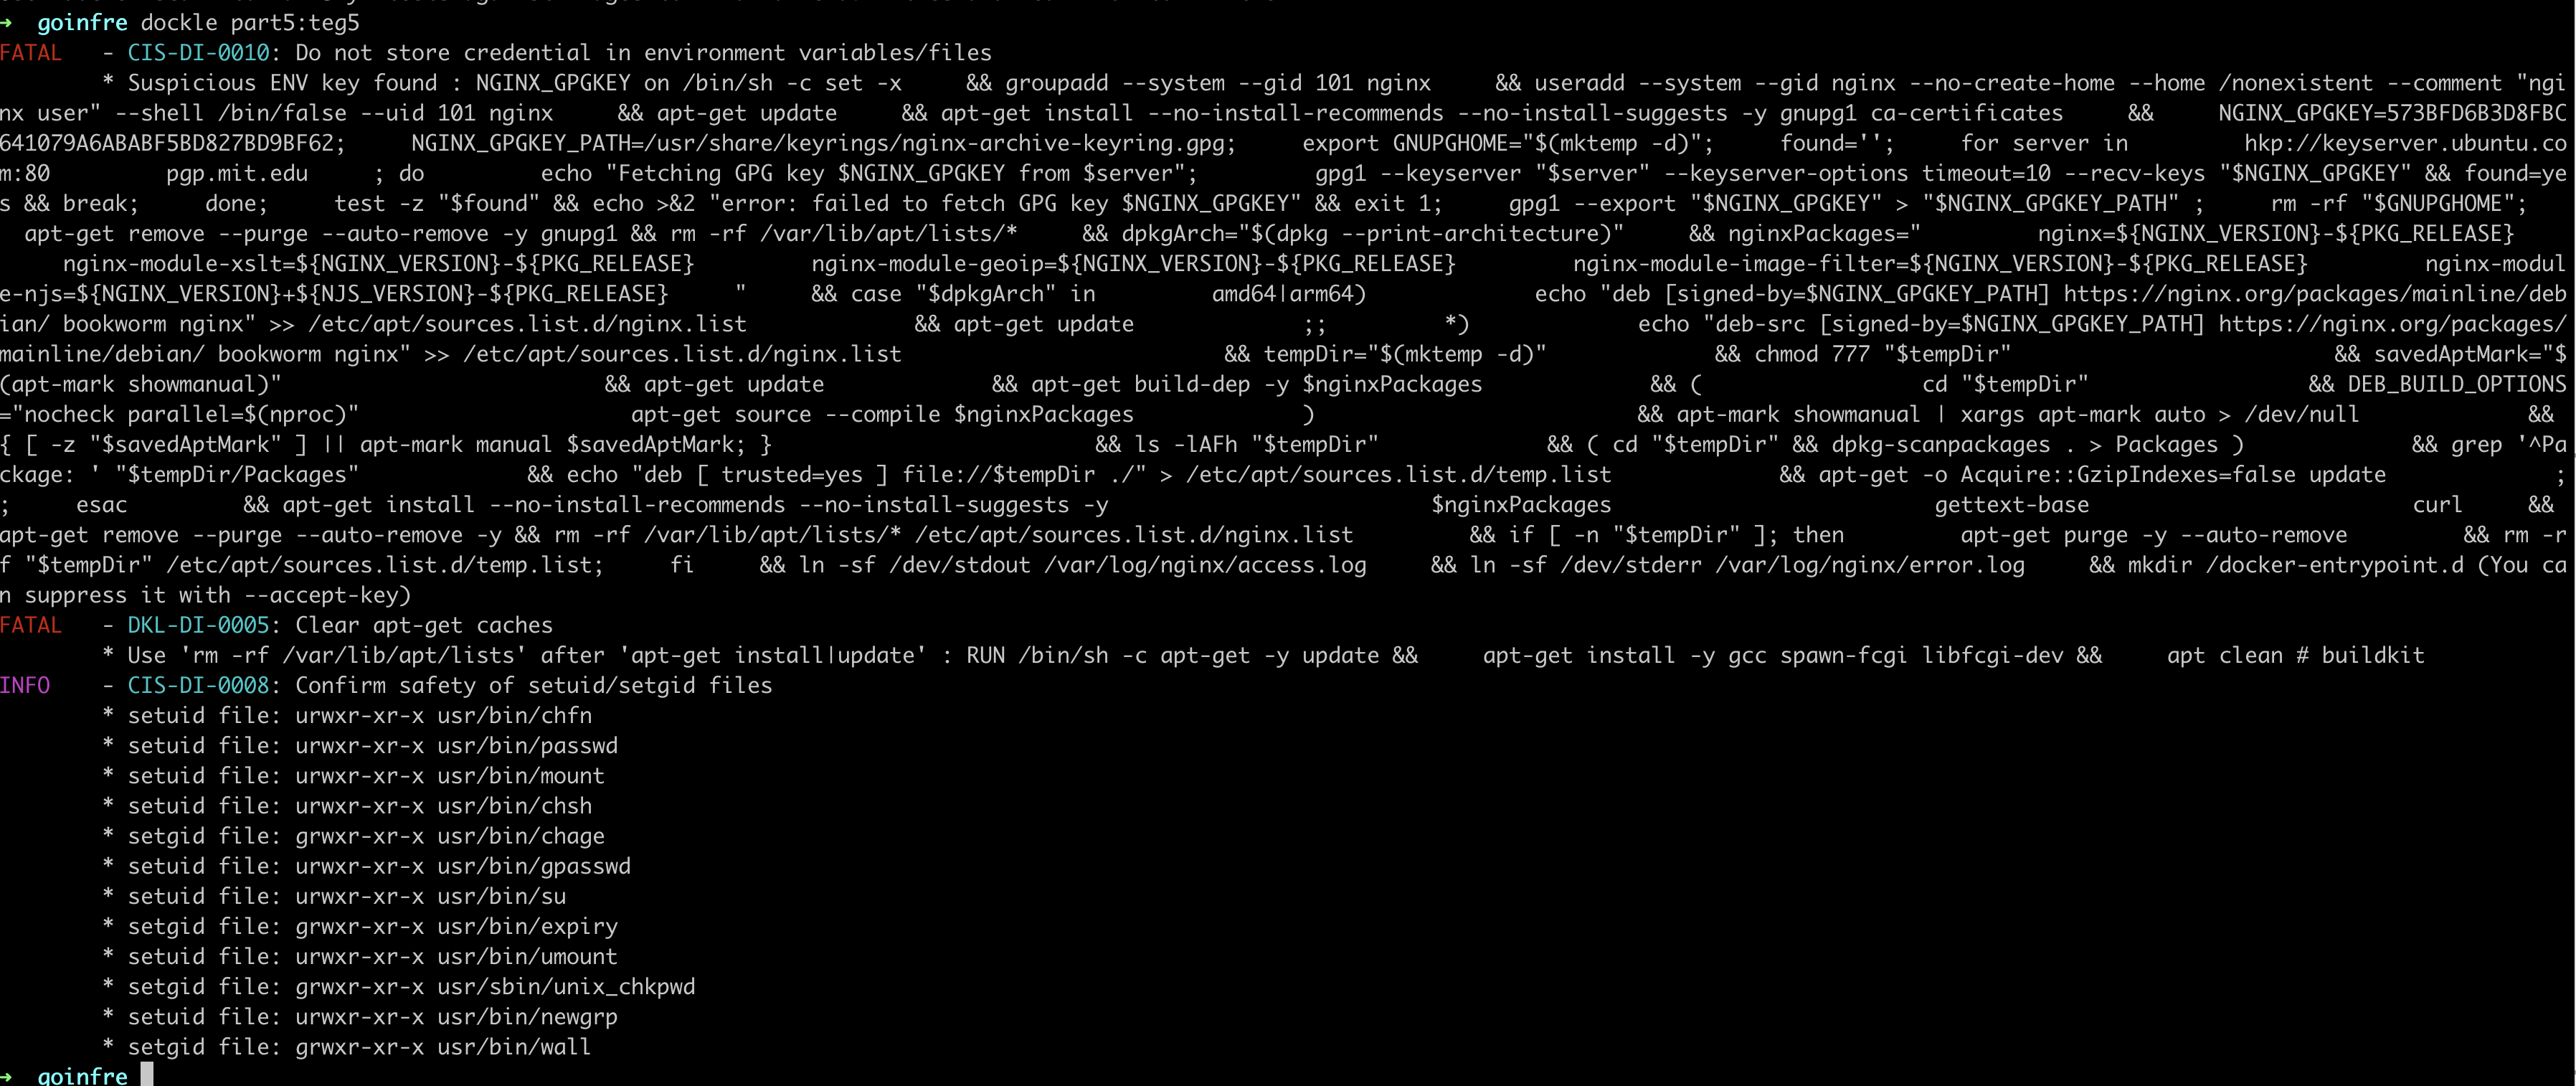 → goinfre dockle part5:teg5
FATAL   - CIS-DI-0010: Do not store credential in environment variables/files
        * Suspicious ENV key found : NGINX_GPGKEY on /bin/sh -c set -x     && groupadd --system --gid 101 nginx     && useradd --system --gid nginx --no-create-home --home /nonexistent --comment "ngi
nx user" --shell /bin/false --uid 101 nginx     && apt-get update     && apt-get install --no-install-recommends --no-install-suggests -y gnupg1 ca-certificates     &&     NGINX_GPGKEY=573BFD6B3D8FBC
641079A6ABABF5BD827BD9BF62;     NGINX_GPGKEY_PATH=/usr/share/keyrings/nginx-archive-keyring.gpg;     export GNUPGHOME="$(mktemp -d)";     found='';     for server in         hkp://keyserver.ubuntu.co
m:80         pgp.mit.edu     ; do         echo "Fetching GPG key $NGINX_GPGKEY from $server";         gpg1 --keyserver "$server" --keyserver-options timeout=10 --recv-keys "$NGINX_GPGKEY" && found=ye
s && break;     done;     test -z "$found" && echo >&2 "error: failed to fetch GPG key $NGINX_GPGKEY" && exit 1;     gpg1 --export "$NGINX_GPGKEY" > "$NGINX_GPGKEY_PATH" ;     rm -rf "$GNUPGHOME";
  apt-get remove --purge --auto-remove -y gnupg1 && rm -rf /var/lib/apt/lists/*     && dpkgArch="$(dpkg --print-architecture)"     && nginxPackages="         nginx=${NGINX_VERSION}-${PKG_RELEASE}
     nginx-module-xslt=${NGINX_VERSION}-${PKG_RELEASE}         nginx-module-geoip=${NGINX_VERSION}-${PKG_RELEASE}         nginx-module-image-filter=${NGINX_VERSION}-${PKG_RELEASE}         nginx-modul
e-njs=${NGINX_VERSION}+${NJS_VERSION}-${PKG_RELEASE}     "     && case "$dpkgArch" in         amd64|arm64)             echo "deb [signed-by=$NGINX_GPGKEY_PATH] https://nginx.org/packages/mainline/deb
ian/ bookworm nginx" >> /etc/apt/sources.list.d/nginx.list             && apt-get update             ;;         *)             echo "deb-src [signed-by=$NGINX_GPGKEY_PATH] https://nginx.org/packages/
mainline/debian/ bookworm nginx" >> /etc/apt/sources.list.d/nginx.list                         && tempDir="$(mktemp -d)"             && chmod 777 "$tempDir"                         && savedAptMark="$
(apt-mark showmanual)"                         && apt-get update             && apt-get build-dep -y $nginxPackages             && (                 cd "$tempDir"                 && DEB_BUILD_OPTIONS
="nocheck parallel=$(nproc)"                     apt-get source --compile $nginxPackages             )                         && apt-mark showmanual | xargs apt-mark auto > /dev/null             &&
{ [ -z "$savedAptMark" ] || apt-mark manual $savedAptMark; }                         && ls -lAFh "$tempDir"             && ( cd "$tempDir" && dpkg-scanpackages . > Packages )             && grep '^Pa
ckage: ' "$tempDir/Packages"             && echo "deb [ trusted=yes ] file://$tempDir ./" > /etc/apt/sources.list.d/temp.list             && apt-get -o Acquire::GzipIndexes=false update             ;
;     esac         && apt-get install --no-install-recommends --no-install-suggests -y                         $nginxPackages                         gettext-base                         curl     &&
apt-get remove --purge --auto-remove -y && rm -rf /var/lib/apt/lists/* /etc/apt/sources.list.d/nginx.list         && if [ -n "$tempDir" ]; then         apt-get purge -y --auto-remove         && rm -r
f "$tempDir" /etc/apt/sources.list.d/temp.list;     fi     && ln -sf /dev/stdout /var/log/nginx/access.log     && ln -sf /dev/stderr /var/log/nginx/error.log     && mkdir /docker-entrypoint.d (You ca
n suppress it with --accept-key)
FATAL   - DKL-DI-0005: Clear apt-get caches
        * Use 'rm -rf /var/lib/apt/lists' after 'apt-get install|update' : RUN /bin/sh -c apt-get -y update &&     apt-get install -y gcc spawn-fcgi libfcgi-dev &&     apt clean # buildkit
INFO    - CIS-DI-0008: Confirm safety of setuid/setgid files
        * setuid file: urwxr-xr-x usr/bin/chfn
        * setuid file: urwxr-xr-x usr/bin/passwd
        * setuid file: urwxr-xr-x usr/bin/mount
        * setuid file: urwxr-xr-x usr/bin/chsh
        * setgid file: grwxr-xr-x usr/bin/chage
        * setuid file: urwxr-xr-x usr/bin/gpasswd
        * setuid file: urwxr-xr-x usr/bin/su
        * setgid file: grwxr-xr-x usr/bin/expiry
        * setuid file: urwxr-xr-x usr/bin/umount
        * setgid file: grwxr-xr-x usr/sbin/unix_chkpwd
        * setuid file: urwxr-xr-x usr/bin/newgrp
        * setgid file: grwxr-xr-x usr/bin/wall
→ goinfre